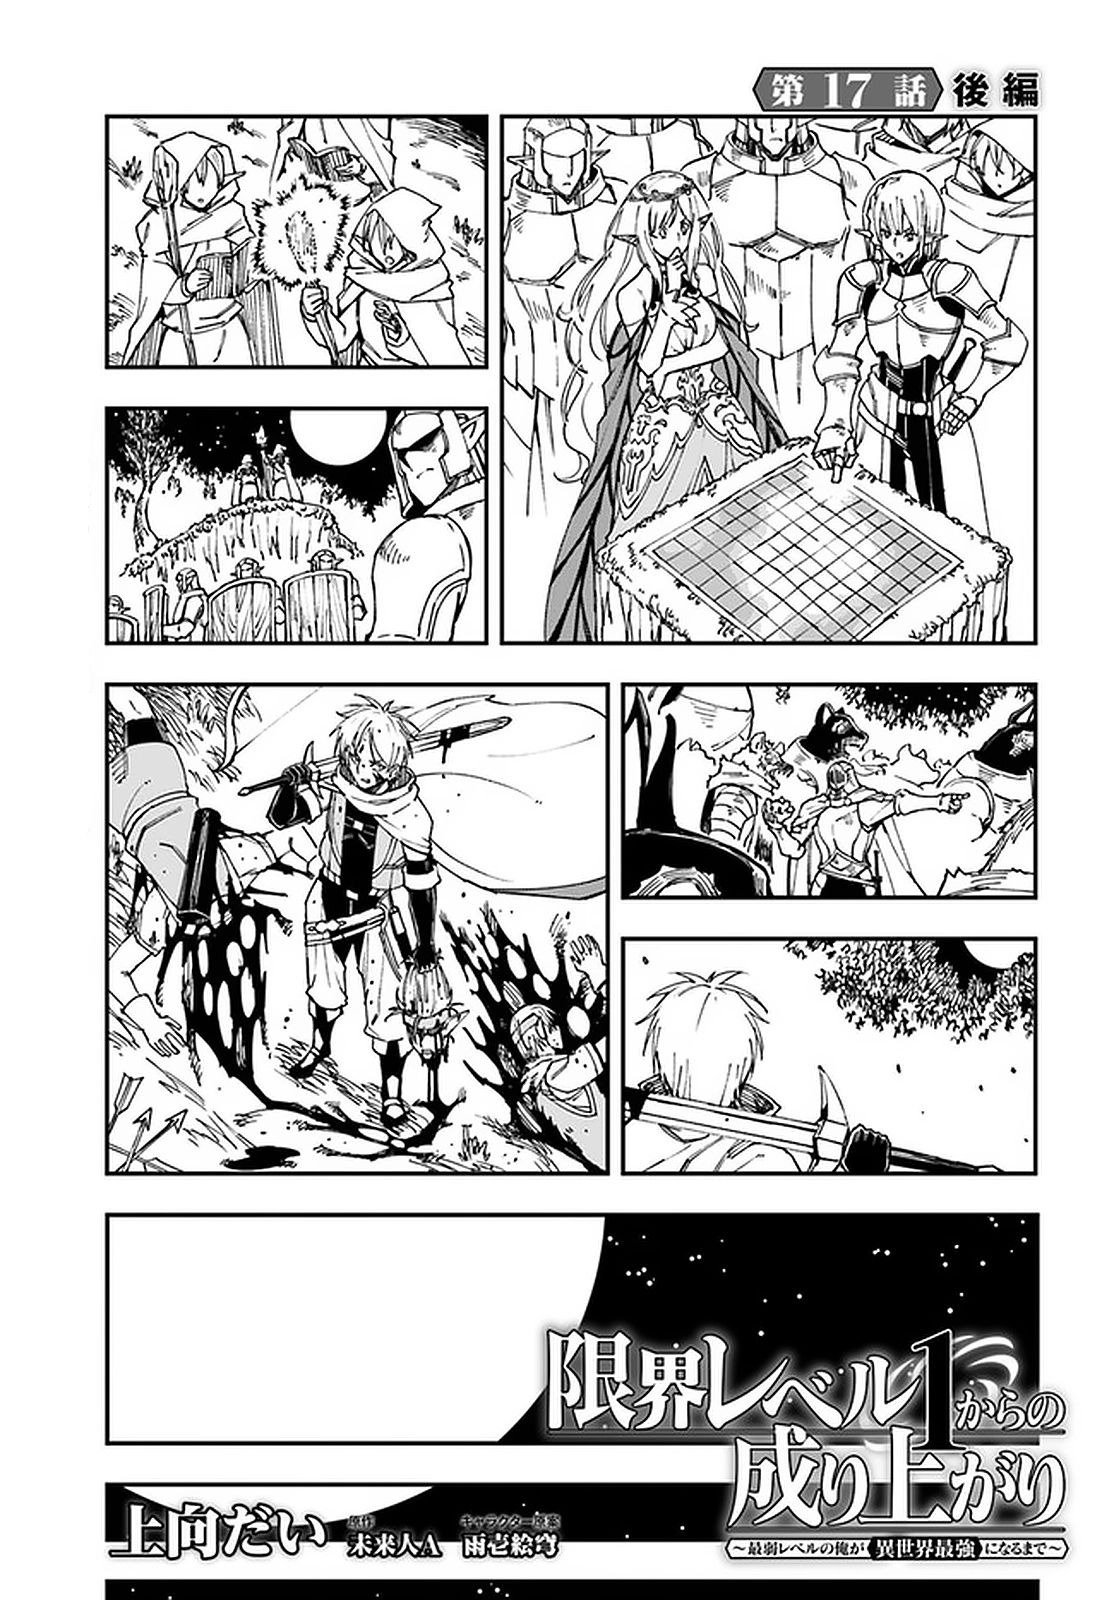 第17話 後編
限界レベル1からの
成り上がり
～最弱レベルの俺が異世界最強になるまで～
上向だい
原作
未来人A
キャラクター原案
雨壱絵穹